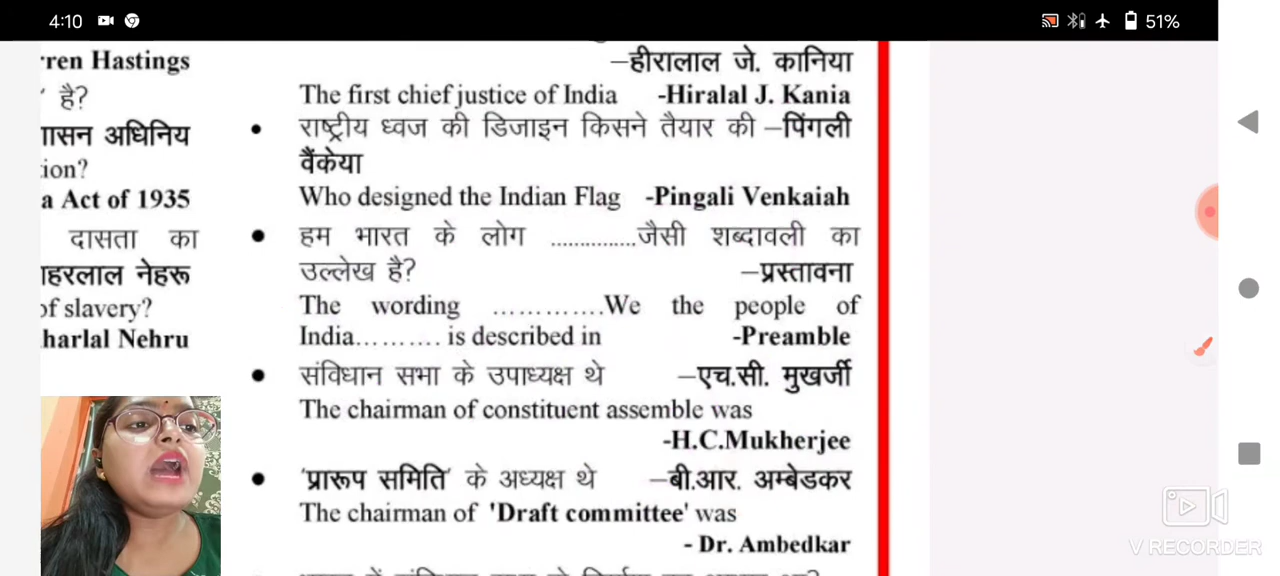 4:10
51%
rren Hastings
' है?
ासन अधिनिय
ion?
a Act of 1935
दासता का
ाहरलाल नेहरू
of slavery?
harlal Nehru
–हीरालाल जे. कानिया
The first chief justice of India -Hiralal J. Kania
• राष्ट्रीय ध्वज की डिजाइन किसने तैयार की –पिंगली
वैंकेया
Who designed the Indian Flag -Pingali Venkaiah
• हम भारत के लोग ...............जैसी शब्दावली का
उल्लेख है? –प्रस्तावना
The wording ………….We the people of
India………. is described in -Preamble
• संविधान सभा के उपाध्यक्ष थे –एच.सी. मुखर्जी
The chairman of constituent assemble was
-H.C.Mukherjee
• 'प्रारूप समिति' के अध्यक्ष थे –बी.आर. अम्बेडकर
The chairman of 'Draft committee' was
- Dr. Ambedkar
V RECORDER